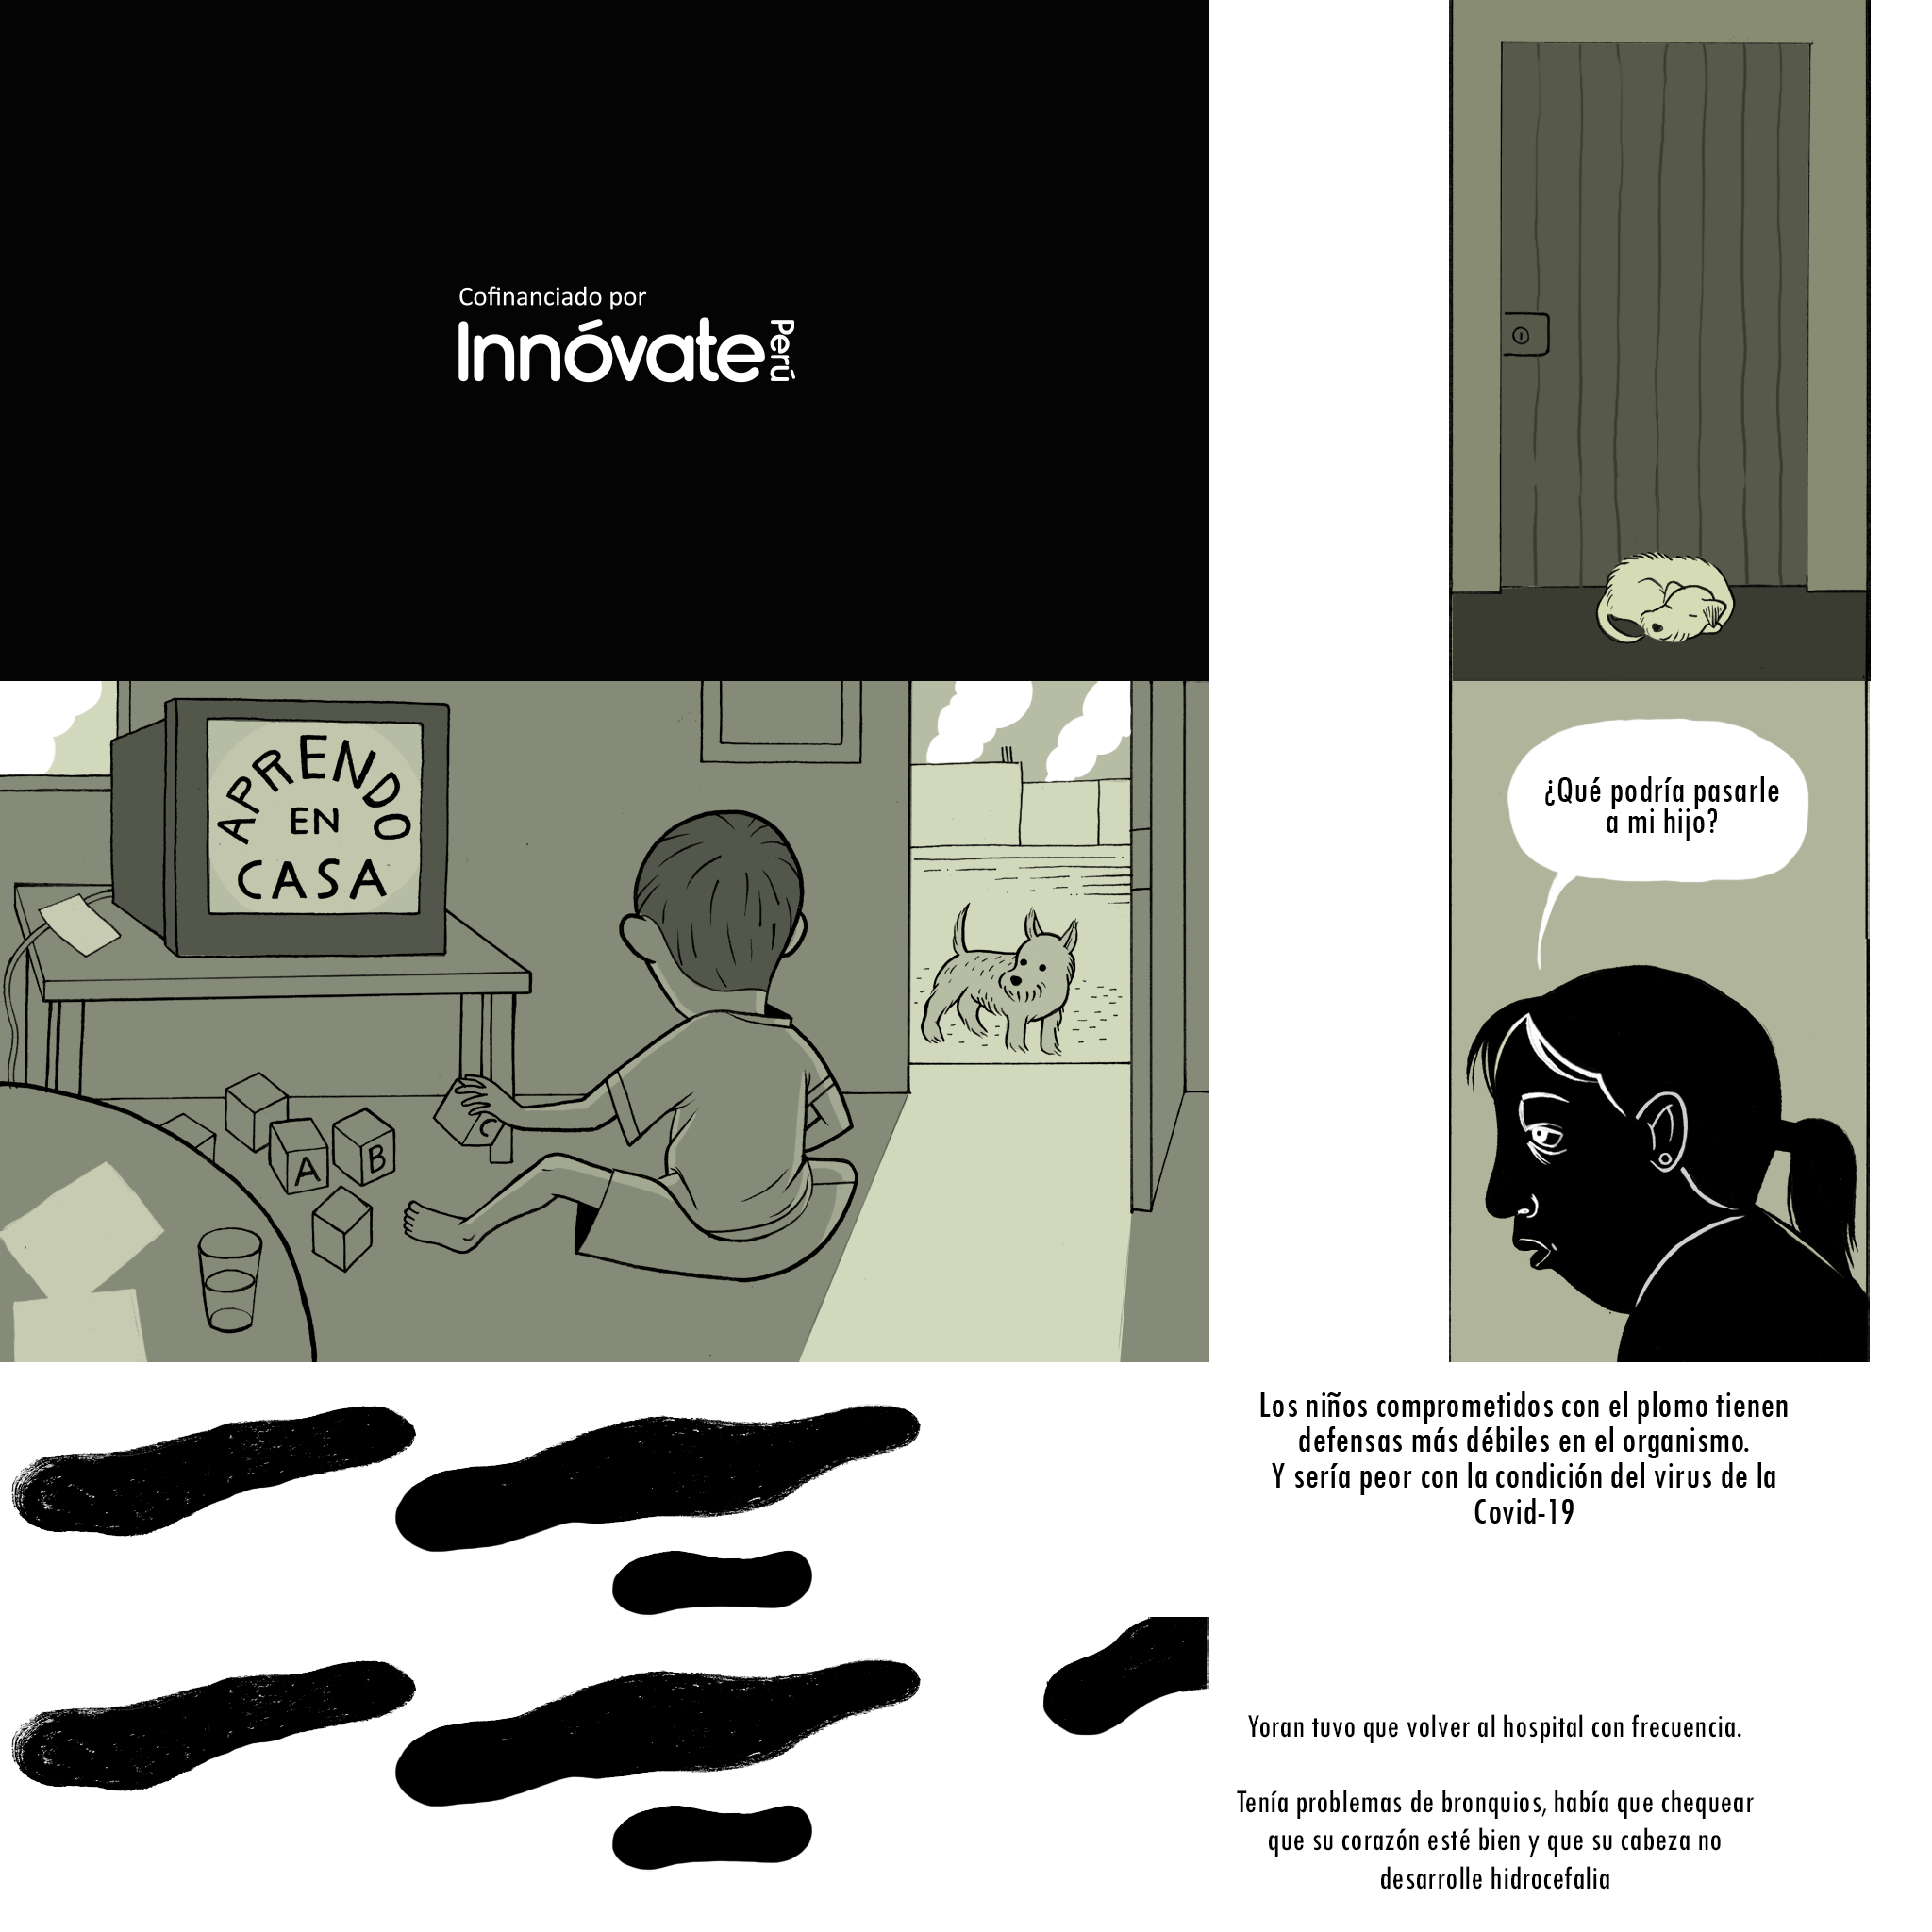 Cofinanciado por
Innóvate Perú
APRENDO
EN
CASA
A
B
C
¿Qué podría pasarle
a mi hijo?
Los niños comprometidos con el plomo tienen
defensas más débiles en el organismo.
Y sería peor con la condición del virus de la
Covid-19
Yoran tuvo que volver al hospital con frecuencia.
Tenía problemas de bronquios, había que chequear
que su corazón esté bien y que su cabeza no
desarrolle hidrocefalia